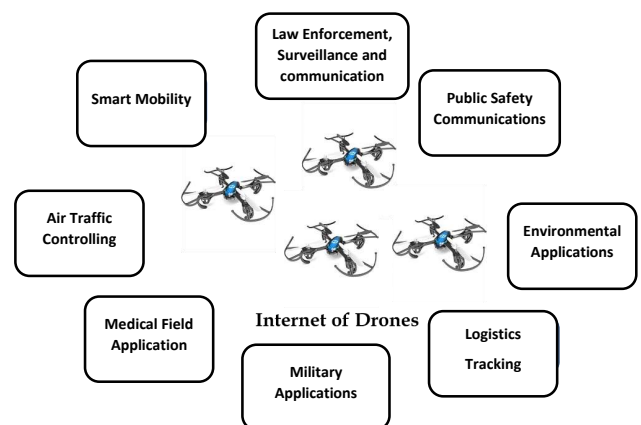 Law Enforcement,
Surveillance and
communication
Smart Mobility
Public Safety
Communications
Air Traffic
Controlling
Environmental
Applications
Medical Field
Application
Internet of Drones
Logistics
Tracking
Military
Applications